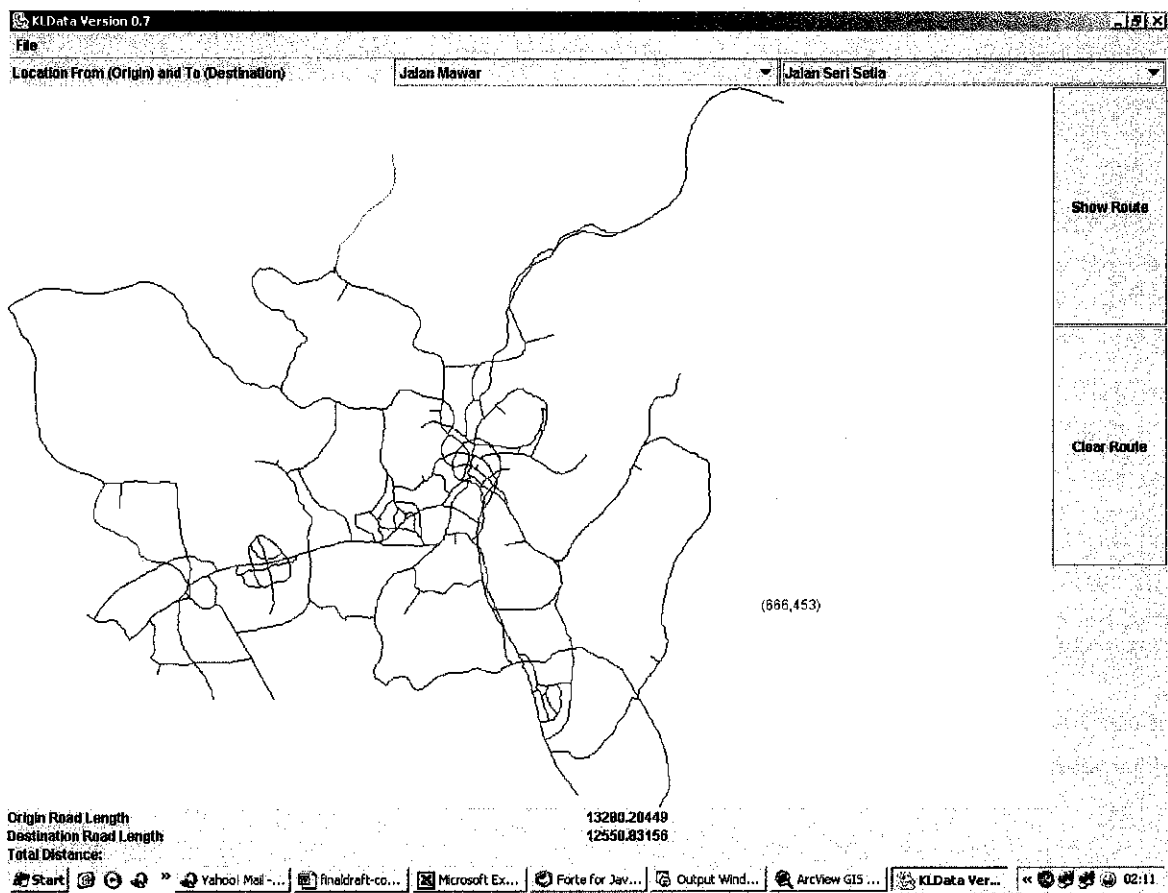 KLData Version 0.7
File
Location From (Origin) and To (Destination) Jalan Mawar Jalan Seri Setia
Show Route
Clear Route
(666,453)
Origin Road Length 13280.20449
Destination Road Length 12550.83156
Total Distance:
Start » Yahoo! Mail -... finaldraft-co... Microsoft Ex... Forte for Jav... Output Wind... ArcView GIS ... KLData Ver... « 02:11